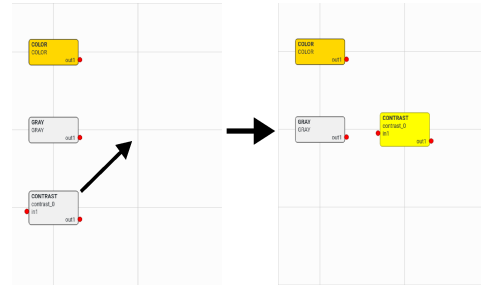 COLOR
COLOR
out1
GRAY
GRAY
out1
CONTRAST
contrast_0
in1
out1
COLOR
COLOR
out1
GRAY
GRAY
out1
CONTRAST
contrast_0
in1
out1